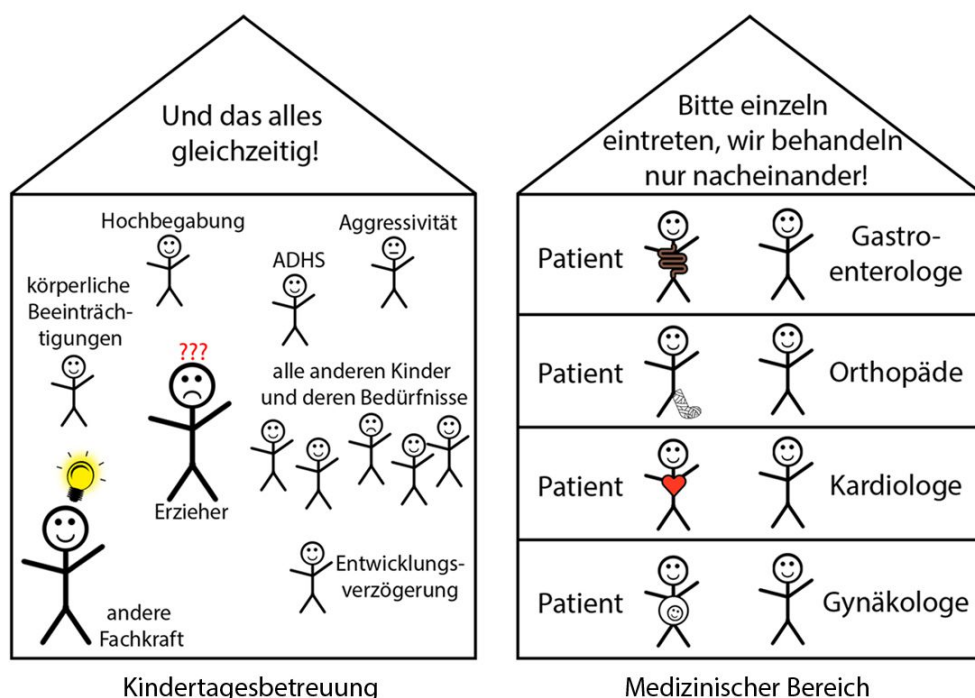 Und das alles
gleichzeitig!
Hochbegabung
Aggressivität
ADHS
körperliche
Beeinträch-
tigungen
???
alle anderen Kinder
und deren Bedürfnisse
Erzieher
Entwicklungs-
verzögerung
andere
Fachkraft
Kindertagesbetreuung
Bitte einzeln
eintreten, wir behandeln
nur nacheinander!
Patient
Gastro-
enterologe
Patient
Orthopäde
Patient
Kardiologe
Patient
Gynäkologe
Medizinischer Bereich